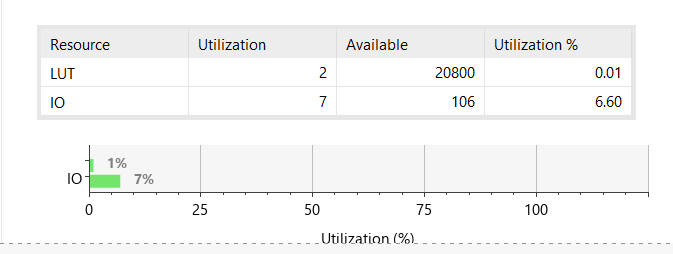 Resource Utilization Available Utilization %
LUT 2 20800 0.01
IO 7 106 6.60
1%
IO 7%
0 25 50 75 100
Utilization (%)